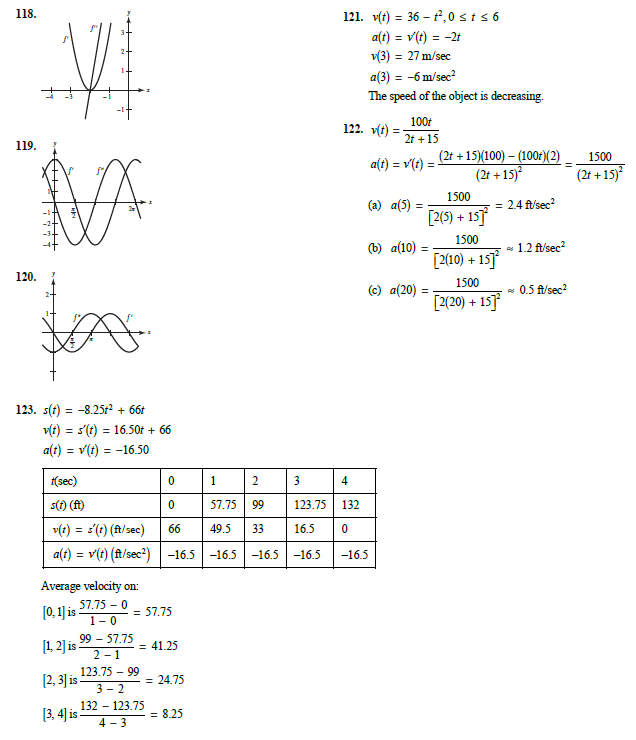 118.
y
f′
f″
3
2
1
x
−4 −3 −1
−1
119.
y
f′
f″
1
x
π/2
2π
−1
−2
−3
−4
120.
y
2
1
f″
f′
x
π/2
π
121. v(t) = 36 − t², 0 ≤ t ≤ 6
a(t) = v′(t) = −2t
v(3) = 27 m/sec
a(3) = −6 m/sec²
The speed of the object is decreasing.
122. v(t) = 100t / 2t + 15
a(t) = v′(t) = (2t + 15)(100) − (100t)(2) / (2t + 15)² = 1500 / (2t + 15)²
(a) a(5) = 1500 / [2(5) + 15]² = 2.4 ft/sec²
(b) a(10) = 1500 / [2(10) + 15]² ≈ 1.2 ft/sec²
(c) a(20) = 1500 / [2(20) + 15]² ≈ 0.5 ft/sec²
123. s(t) = −8.25t² + 66t
v(t) = s′(t) = 16.50t + 66
a(t) = v′(t) = −16.50
t(sec) 0 1 2 3 4
s(t) (ft) 0 57.75 99 123.75 132
v(t) = s′(t) (ft/sec) 66 49.5 33 16.5 0
a(t) = v′(t) (ft/sec²) −16.5 −16.5 −16.5 −16.5 −16.5
Average velocity on:
[0, 1] is 57.75 − 0 / 1 − 0 = 57.75
[1, 2] is 99 − 57.75 / 2 − 1 = 41.25
[2, 3] is 123.75 − 99 / 3 − 2 = 24.75
[3, 4] is 132 − 123.75 / 4 − 3 = 8.25